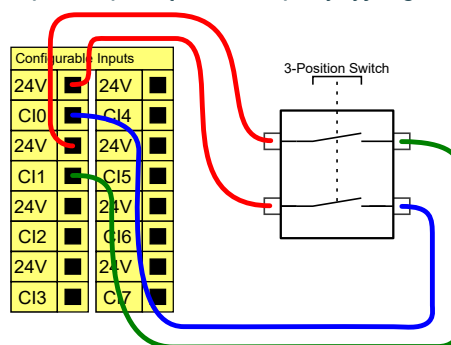 Configurable Inputs
3-Position Switch
24V 24V
CI0 CI4
24V 24V
CI1 CI5
24V 24V
CI2 CI6
24V 24V
CI3 CI7